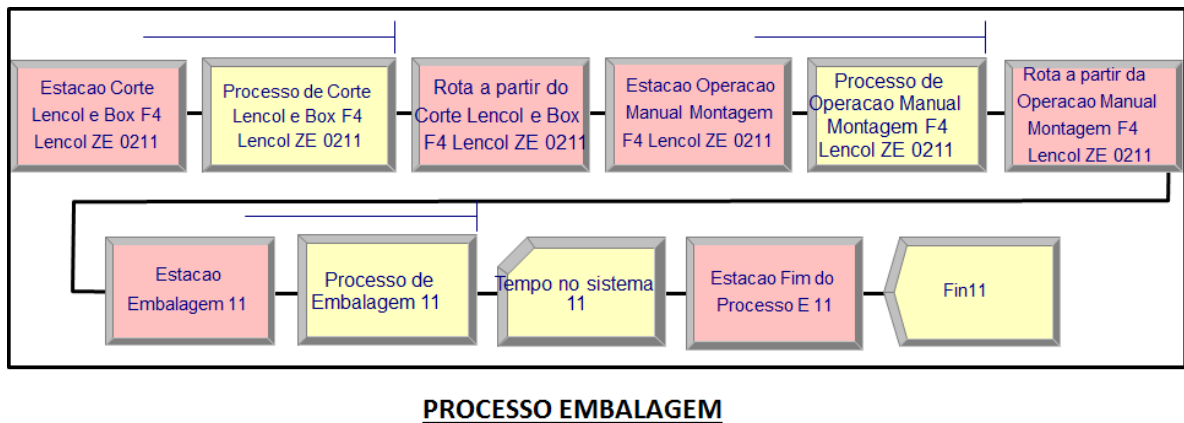 Estacao Corte
Lencol e Box F4
Lencol ZE 0211
Processo de Corte
Lencol e Box F4
Lencol ZE 0211
Rota a partir do
Corte Lencol e Box
F4 Lencol ZE 0211
Estacao Operacao
Manual Montagem
F4 Lencol ZE 0211
Processo de
Operacao Manual
Montagem F4
Lencol ZE 0211
Rota a partir da
Operacao Manual
Montagem F4
Lencol ZE 0211
Estacao
Embalagem 11
Processo de
Embalagem 11
Tempo no sistema
11
Estacao Fim do
Processo E 11
Fin11
PROCESSO EMBALAGEM